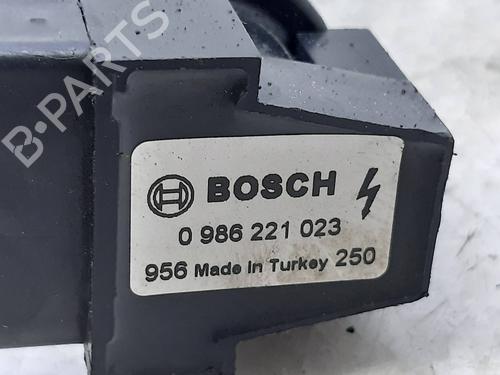 B-PARTS
BOSCH
0 986 221 023
956 Made in Turkey 250